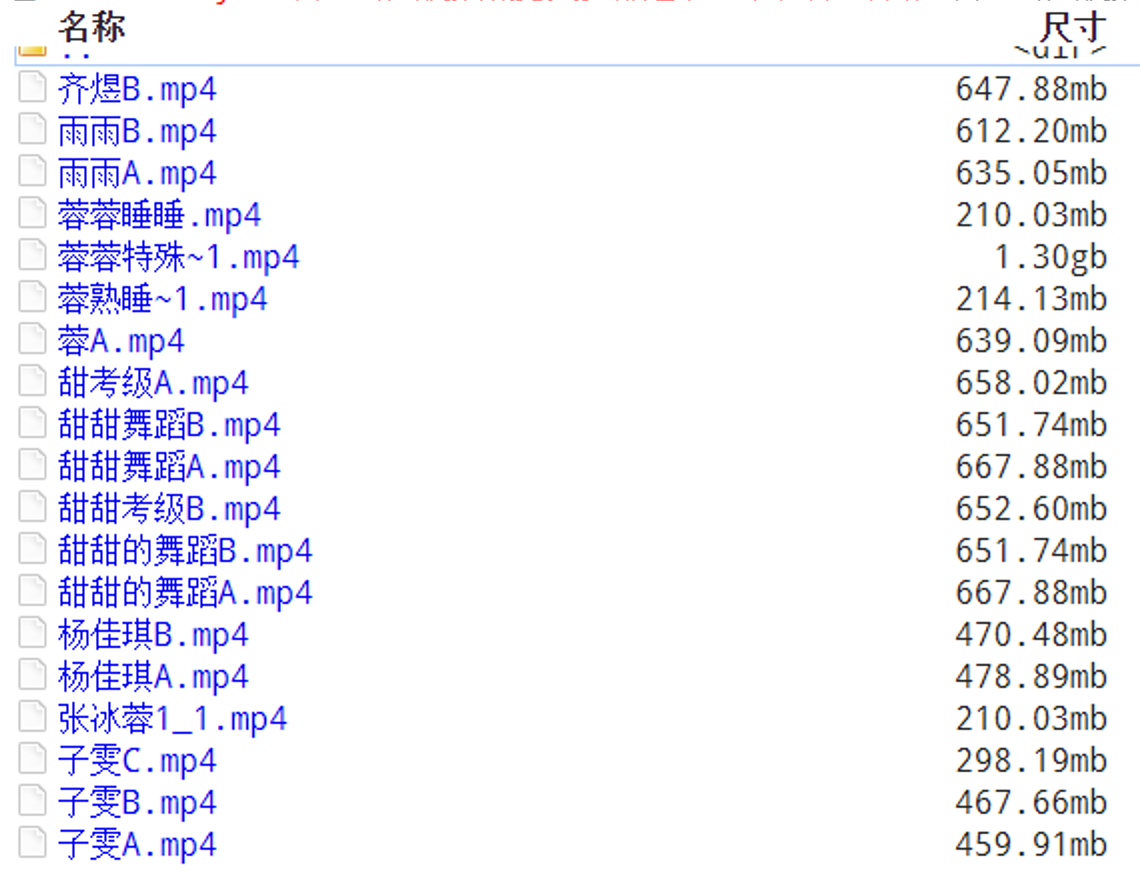 名称 尺寸
..
齐煜B.mp4 647.88mb
雨雨B.mp4 612.20mb
雨雨A.mp4 635.05mb
蓉蓉睡睡.mp4 210.03mb
蓉蓉特殊~1.mp4 1.30gb
蓉熟睡~1.mp4 214.13mb
蓉A.mp4 639.09mb
甜考级A.mp4 658.02mb
甜甜舞蹈B.mp4 651.74mb
甜甜舞蹈A.mp4 667.88mb
甜甜考级B.mp4 652.60mb
甜甜的舞蹈B.mp4 651.74mb
甜甜的舞蹈A.mp4 667.88mb
杨佳琪B.mp4 470.48mb
杨佳琪A.mp4 478.89mb
张冰蓉1_1.mp4 210.03mb
子雯C.mp4 298.19mb
子雯B.mp4 467.66mb
子雯A.mp4 459.91mb